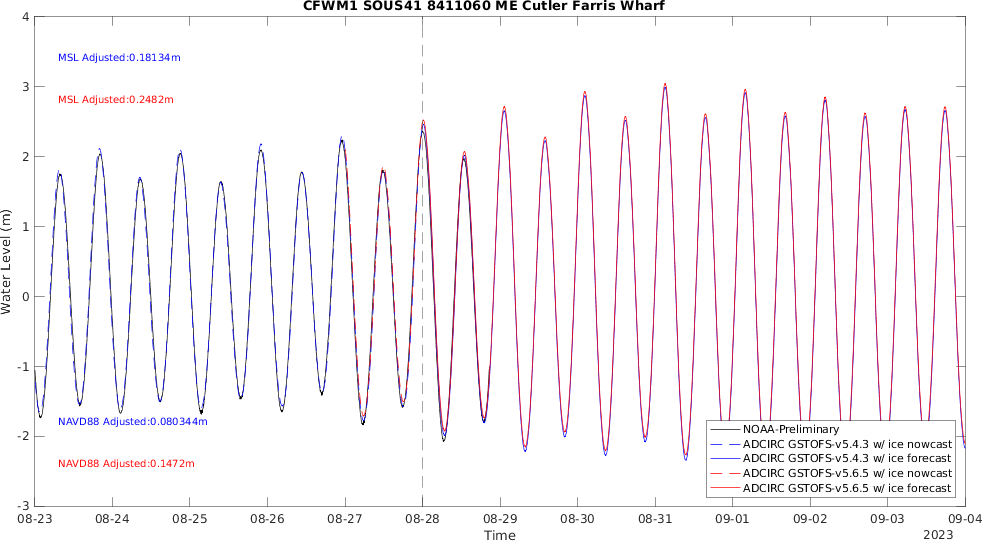 CFWM1 SOUS41 8411060 ME Cutler Farris Wharf
4
3
2
1
0
-1
-2
-3
Water Level (m)
MSL Adjusted:0.18134m
MSL Adjusted:0.2482m
NAVD88 Adjusted:0.080344m
NAVD88 Adjusted:0.1472m
NOAA-Preliminary
ADCIRC GSTOFS-v5.4.3 w/ ice nowcast
ADCIRC GSTOFS-v5.4.3 w/ ice forecast
ADCIRC GSTOFS-v5.6.5 w/ ice nowcast
ADCIRC GSTOFS-v5.6.5 w/ ice forecast
08-23 08-24 08-25 08-26 08-27 08-28 08-29 08-30 08-31 09-01 09-02 09-03 09-04
Time
2023